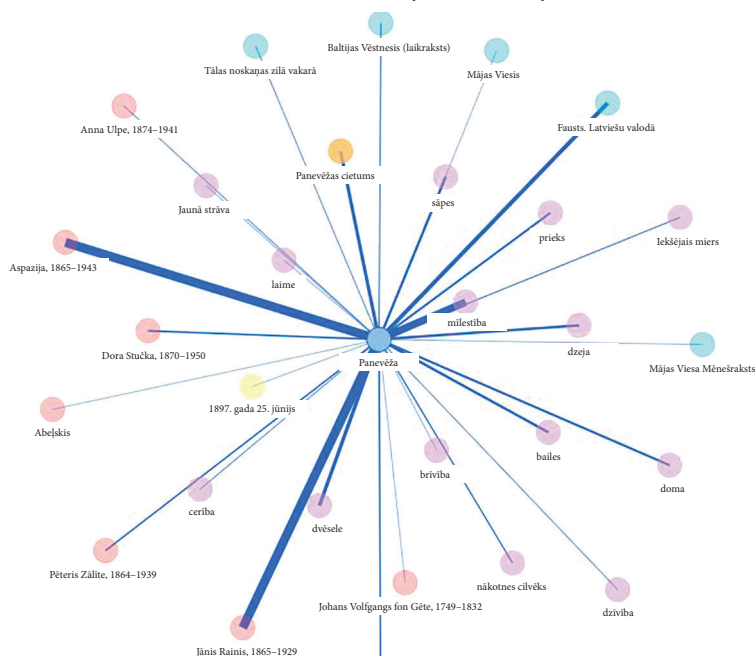 Baltijas Vēstnesis (laikraksts)
Tālas noskaņas zilā vakarā
Mājas Viesis
Anna Ulpe, 1874–1941
Fausts. Latviešu valodā
Panevēžas cietums
sāpes
Jaunā strāva
prieks
Iekšējais miers
Aspazija, 1865–1943
laime
mīlestība
dzeja
Dora Stučka, 1870–1950
Panevēža
Mājas Viesa Mēnešraksts
1897. gada 25. jūnijs
Abeļskis
bailes
brīvība
doma
cerība
dvēsele
Pēteris Zālīte, 1864–1939
nākotnes cilvēks
Johans Volfgangs fon Gēte, 1749–1832
dzīvība
Jānis Rainis, 1865–1929